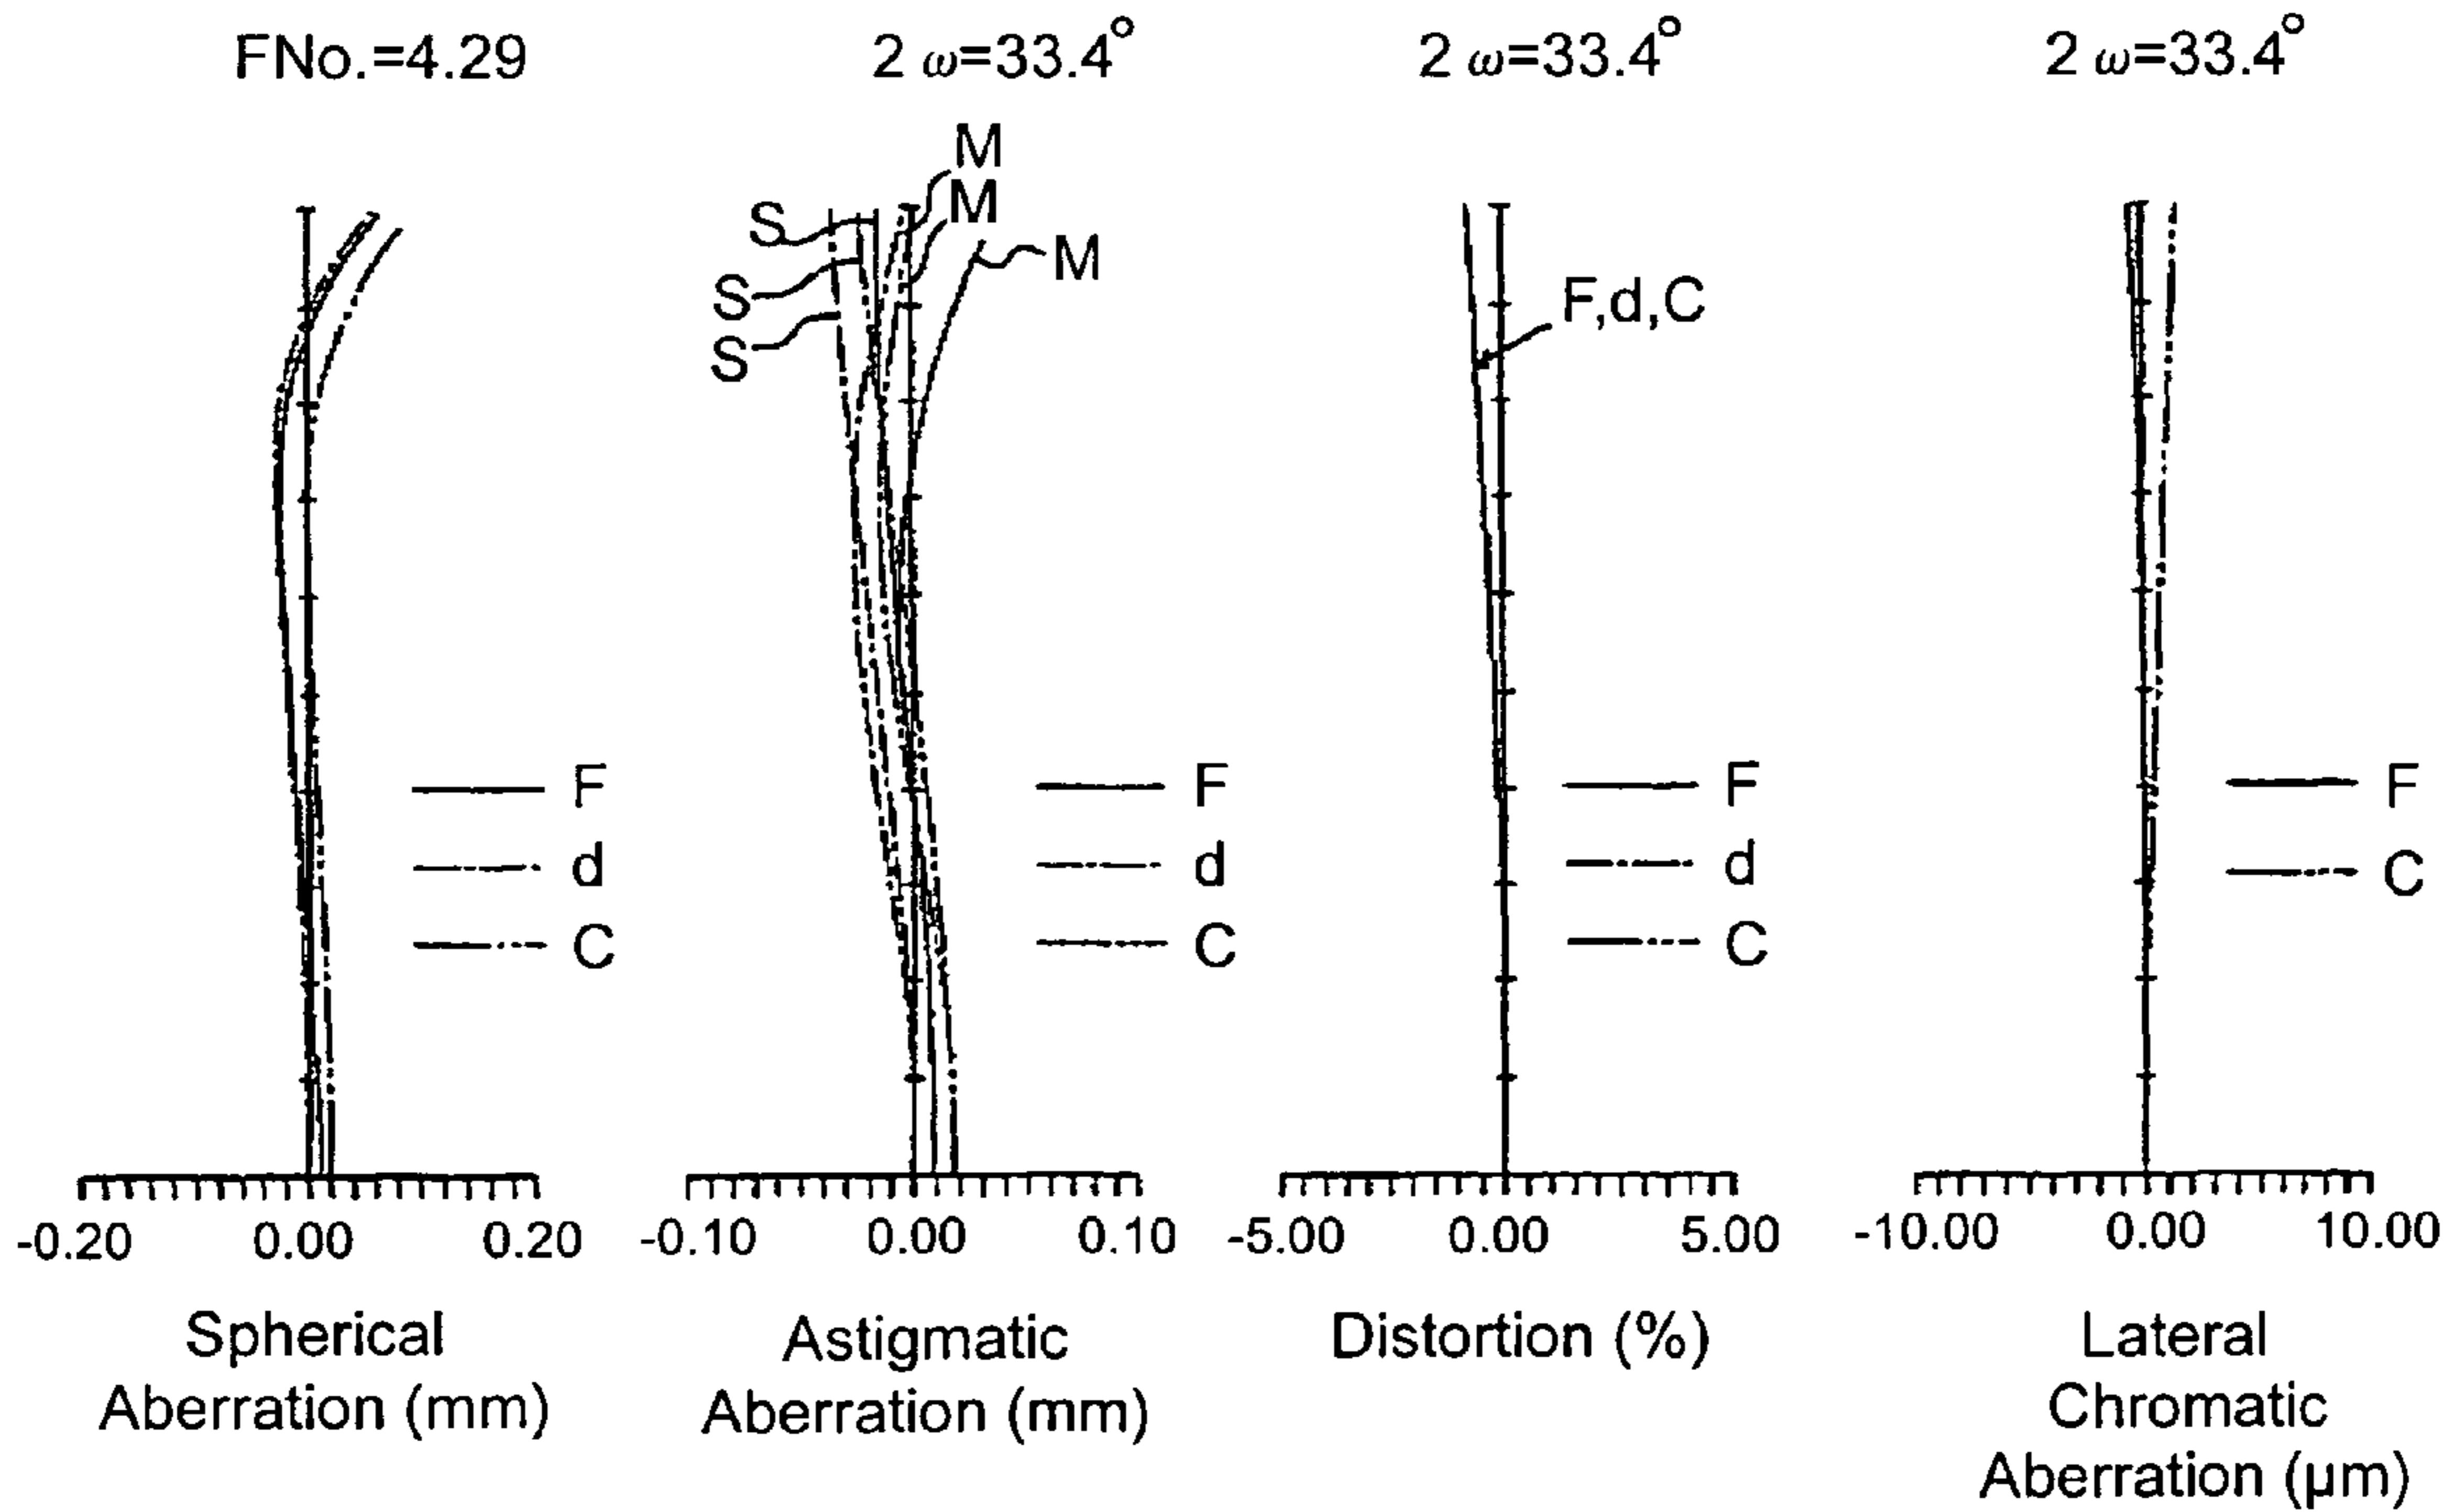 FNo.=4.29
2 ω=33.4°
2 ω=33.4°
2 ω=33.4°
M
M
M
S
S
S
F,d,C
F
d
C
F
d
C
F
d
C
F
C
-0.20 0.00 0.20
-0.10 0.00 0.10
-5.00 0.00 5.00
-10.00 0.00 10.00
Spherical
Aberration (mm)
Astigmatic
Aberration (mm)
Distortion (%)
Lateral
Chromatic
Aberration (μm)